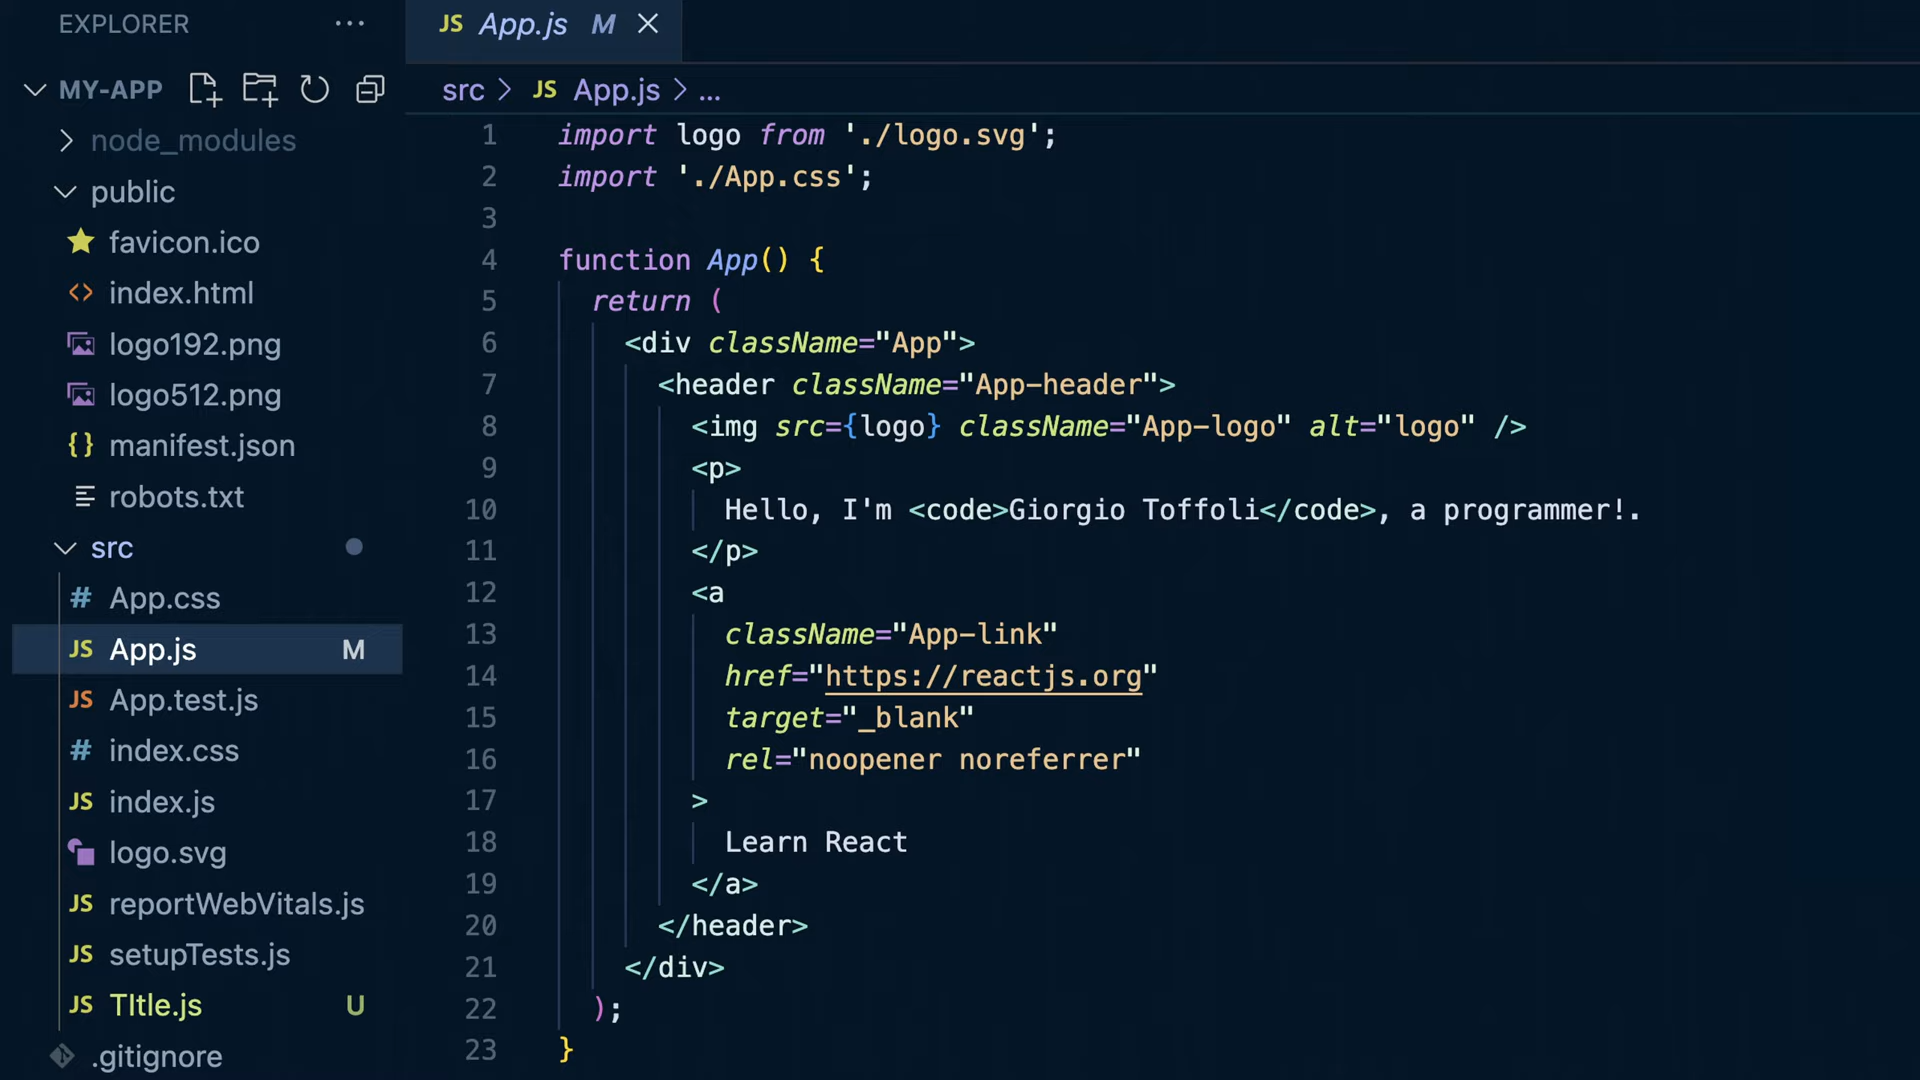 EXPLORER
MY-APP
node_modules
public
favicon.ico
index.html
logo192.png
logo512.png
manifest.json
robots.txt
src
App.css
JS App.js M
JS App.test.js
index.css
JS index.js
logo.svg
JS reportWebVitals.js
JS setupTests.js
JS TItle.js U
.gitignore
JS App.js M
src > JS App.js > ...
1 import logo from './logo.svg';
2 import './App.css';
3
4 function App() {
5 return (
6 <div className="App">
7 <header className="App-header">
8 <img src={logo} className="App-logo" alt="logo" />
9 <p>
10 Hello, I'm <code>Giorgio Toffoli</code>, a programmer!.
11 </p>
12 <a
13 className="App-link"
14 href="https://reactjs.org"
15 target="_blank"
16 rel="noopener noreferrer"
17 >
18 Learn React
19 </a>
20 </header>
21 </div>
22 );
23 }